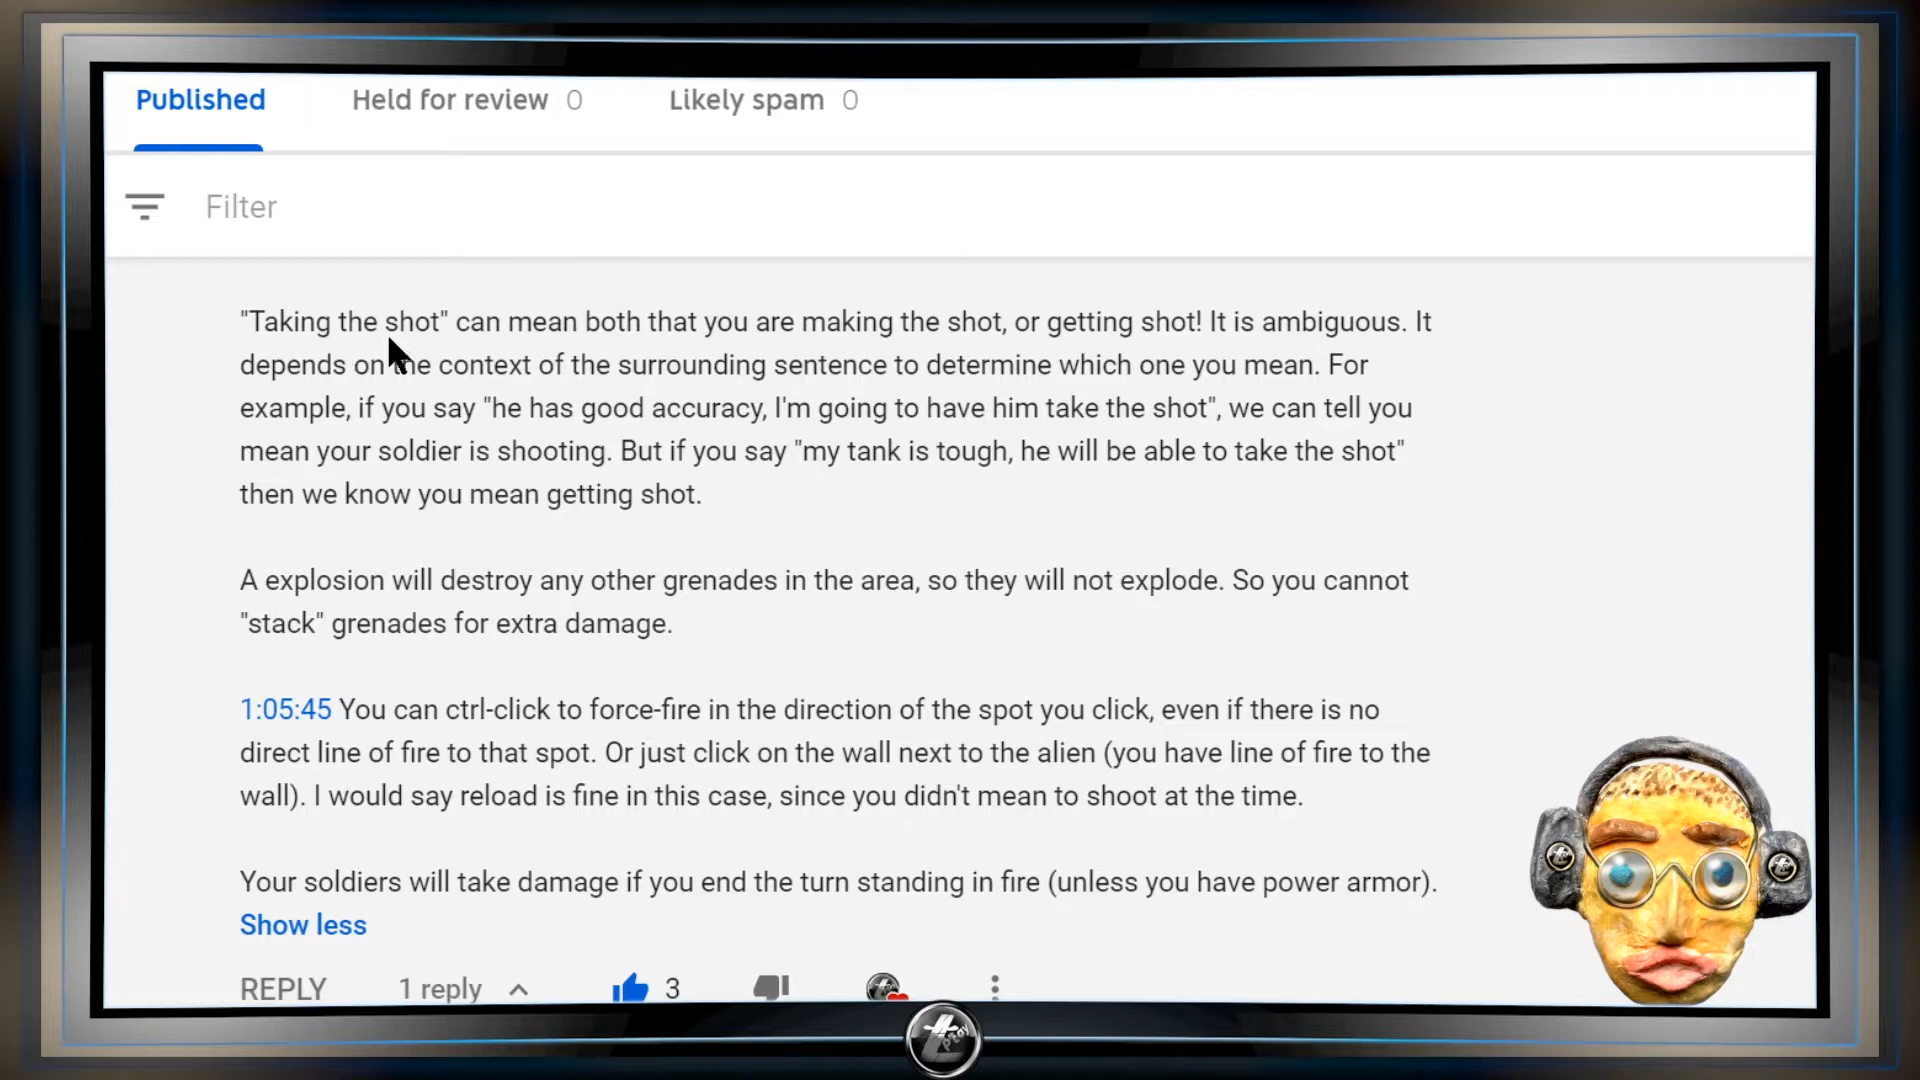 Published Held for review 0 Likely spam 0
Filter
"Taking the shot" can mean both that you are making the shot, or getting shot! It is ambiguous. It
depends on the context of the surrounding sentence to determine which one you mean. For
example, if you say "he has good accuracy, I'm going to have him take the shot", we can tell you
mean your soldier is shooting. But if you say "my tank is tough, he will be able to take the shot"
then we know you mean getting shot.
A explosion will destroy any other grenades in the area, so they will not explode. So you cannot
"stack" grenades for extra damage.
1:05:45 You can ctrl-click to force-fire in the direction of the spot you click, even if there is no
direct line of fire to that spot. Or just click on the wall next to the alien (you have line of fire to the
wall). I would say reload is fine in this case, since you didn't mean to shoot at the time.
Your soldiers will take damage if you end the turn standing in fire (unless you have power armor).
Show less
REPLY 1 reply 3